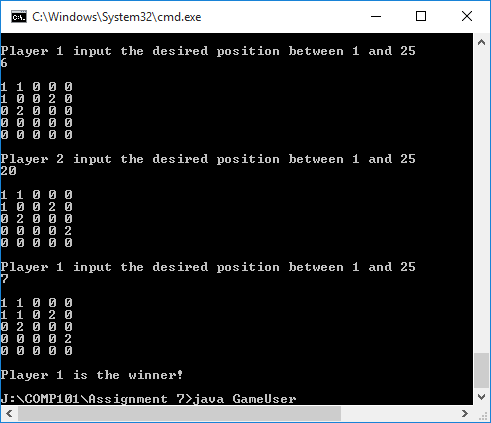 C:\Windows\System32\cmd.exe
Player 1 input the desired position between 1 and 25
6
1 1 0 0 0
1 0 0 2 0
0 2 0 0 0
0 0 0 0 0
0 0 0 0 0
Player 2 input the desired position between 1 and 25
20
1 1 0 0 0
1 0 0 2 0
0 2 0 0 0
0 0 0 0 2
0 0 0 0 0
Player 1 input the desired position between 1 and 25
7
1 1 0 0 0
1 1 0 2 0
0 2 0 0 0
0 0 0 0 2
0 0 0 0 0
Player 1 is the winner!
J:\COMP101\Assignment 7>java GameUser